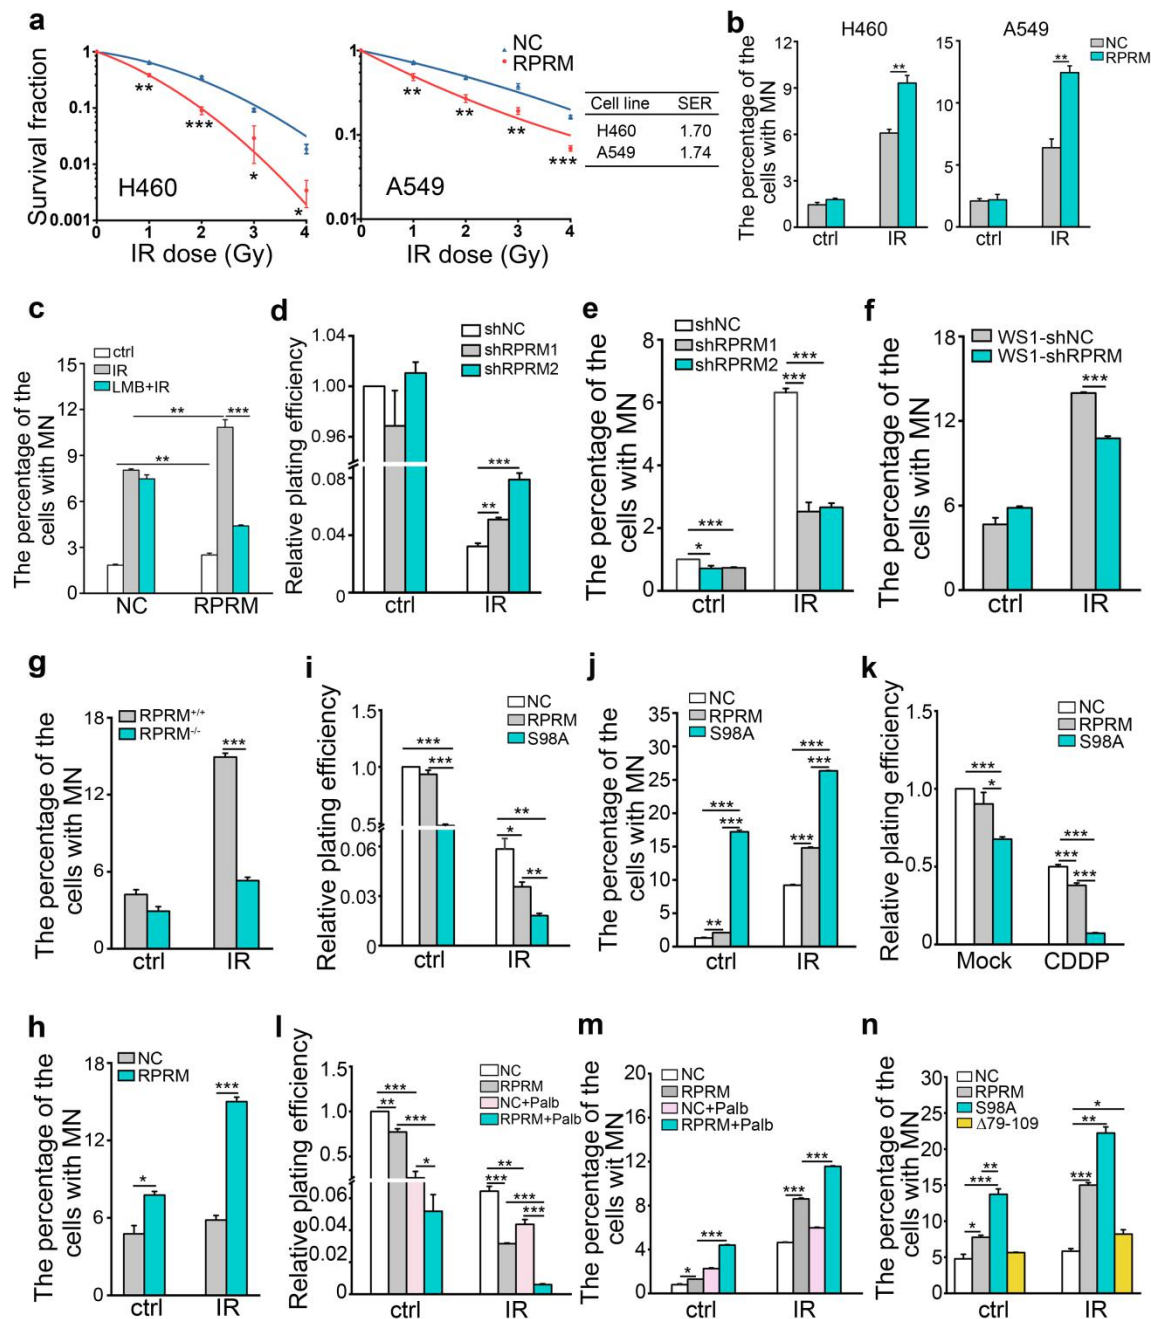 a
NC
RPRM
Survival fraction
1
0.1
0.01
0.001
**
***
*
*
H460
0 1 2 3 4
IR dose (Gy)
1
0.1
0.01
**
**
**
***
A549
0 1 2 3 4
IR dose (Gy)
Cell line SER
H460 1.70
A549 1.74
b
H460
A549
NC
RPRM
The percentage of the
cells with MN
12
9
6
3
0
**
ctrl IR
15
10
5
0
**
ctrl IR
c
ctrl
IR
LMB+IR
The percentage of the
cells with MN
15
12
9
6
3
0
** ***
**
NC RPRM
d
shNC
shRPRM1
shRPRM2
Relative plating efficiency
1.04
1.00
0.96
0.08
0.04
0
***
**
ctrl IR
e
shNC
shRPRM1
shRPRM2
The percentage of the
cells with MN
8
6
4
2
0
***
***
***
*
ctrl IR
f
WS1-shNC
WS1-shRPRM
The percentage of the
cells with MN
18
12
6
0
***
ctrl IR
g
RPRM+/+
RPRM-/-
The percentage of the
cells with MN
18
12
6
0
***
ctrl IR
i
NC
RPRM
S98A
Relative plating efficiency
1.5
1.0
0.5
0.06
0.03
0
***
***
**
*
**
ctrl IR
j
NC
RPRM
S98A
The percentage of the
cells with MN
35
30
25
20
15
10
5
0
***
***
**
***
***
***
ctrl IR
k
NC
RPRM
S98A
Relative plating efficiency
1.5
1.0
0.5
0.0
***
*
***
***
***
Mock CDDP
h
NC
RPRM
The percentage of the
cells with MN
18
12
6
0
*
***
ctrl IR
l
NC
RPRM
NC+Palb
RPRM+Palb
Relative plating efficiency
1.5
1.0
0.5
0.06
0.04
0.02
0
***
**
***
*
**
***
***
***
ctrl IR
m
NC
RPRM
NC+Palb
RPRM+Palb
The percentage of the
cells wit MN
20
16
12
8
4
0
*
***
***
***
ctrl IR
n
NC
RPRM
S98A
Δ79-109
The percentage of the
cells with MN
30
25
20
15
10
5
0
**
***
*
*
**
***
ctrl IR